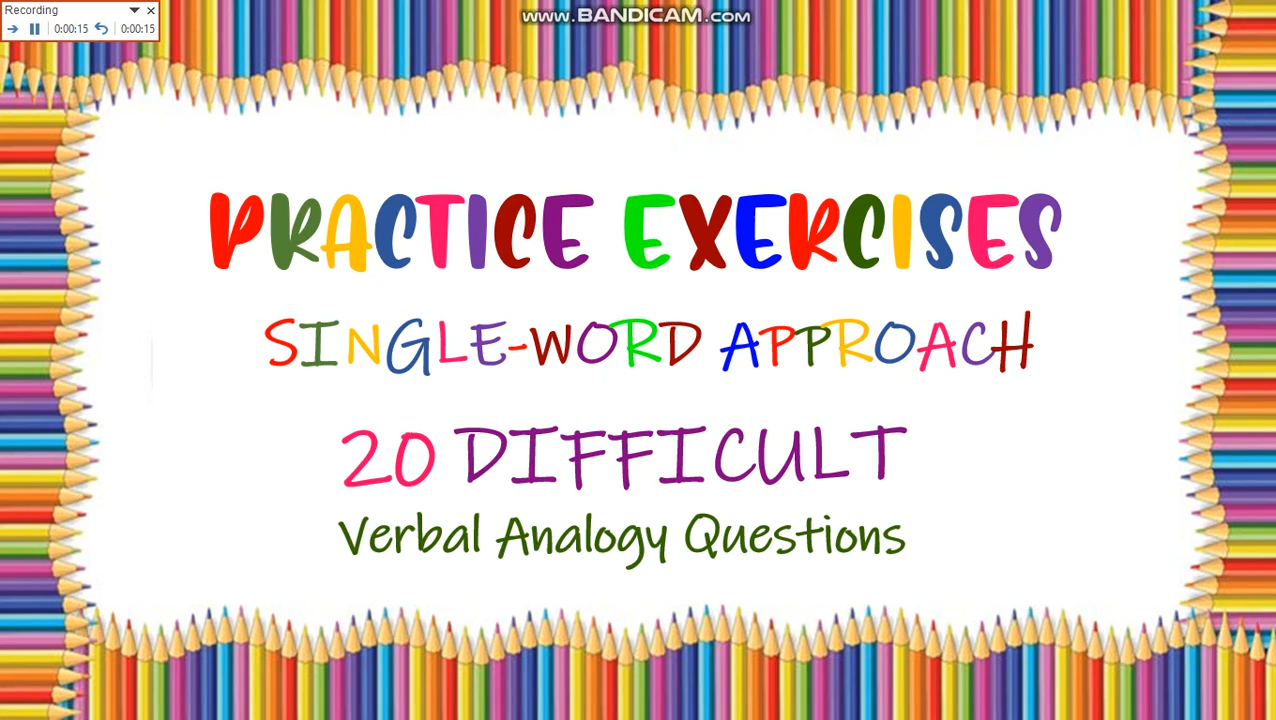 Recording
0:00:15 0:00:15
www.BANDICAM.com
PRACTICE EXERCISES
SINGLE-WORD APPROACH
20 DIFFICULT
Verbal Analogy Questions